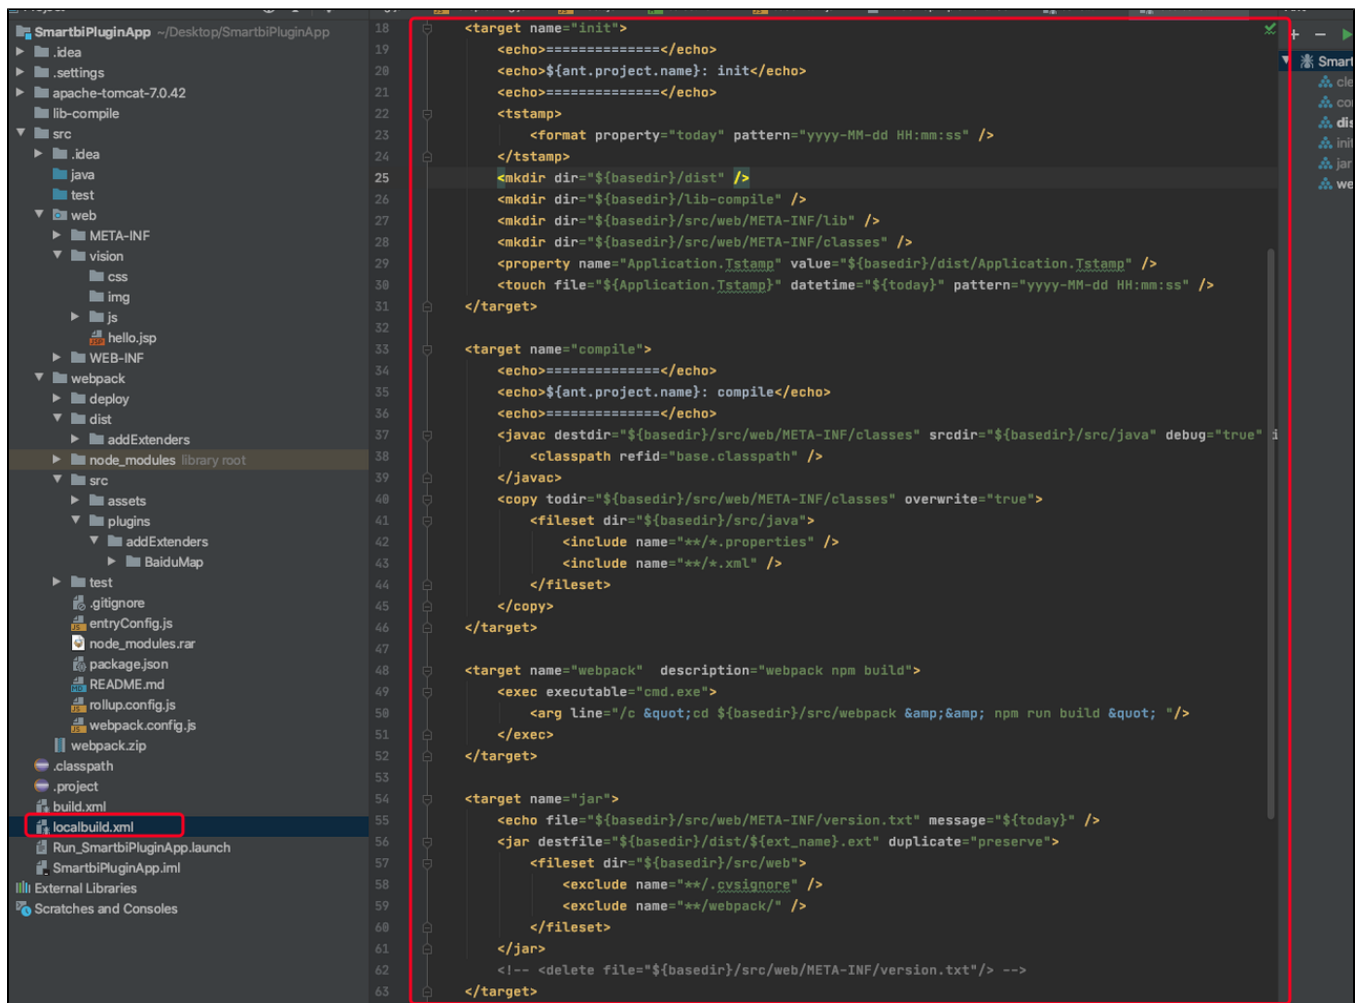 SmartbiPluginApp ~/Desktop/SmartbiPluginApp
.idea
.settings
apache-tomcat-7.0.42
lib-compile
src
.idea
java
test
web
META-INF
vision
css
img
js
hello.jsp
WEB-INF
webpack
deploy
dist
addExtenders
node_modules library root
src
assets
plugins
addExtenders
BaiduMap
test
.gitignore
entryConfig.js
node_modules.rar
package.json
README.md
rollup.config.js
webpack.config.js
webpack.zip
.classpath
.project
build.xml
localbuild.xml
Run_SmartbiPluginApp.launch
SmartbiPluginApp.iml
External Libraries
Scratches and Consoles
18 <target name="init">
19 <echo>==============</echo>
20 <echo>${ant.project.name}: init</echo>
21 <echo>==============</echo>
22 <tstamp>
23 <format property="today" pattern="yyyy-MM-dd HH:mm:ss" />
24 </tstamp>
25 <mkdir dir="${basedir}/dist" />
26 <mkdir dir="${basedir}/lib-compile" />
27 <mkdir dir="${basedir}/src/web/META-INF/lib" />
28 <mkdir dir="${basedir}/src/web/META-INF/classes" />
29 <property name="Application.Tstamp" value="${basedir}/dist/Application.Tstamp" />
30 <touch file="${Application.Tstamp}" datetime="${today}" pattern="yyyy-MM-dd HH:mm:ss" />
31 </target>
32
33 <target name="compile">
34 <echo>==============</echo>
35 <echo>${ant.project.name}: compile</echo>
36 <echo>==============</echo>
37 <javac destdir="${basedir}/src/web/META-INF/classes" srcdir="${basedir}/src/java" debug="true" i
38 <classpath refid="base.classpath" />
39 </javac>
40 <copy todir="${basedir}/src/web/META-INF/classes" overwrite="true">
41 <fileset dir="${basedir}/src/java">
42 <include name="**/*.properties" />
43 <include name="**/*.xml" />
44 </fileset>
45 </copy>
46 </target>
47
48 <target name="webpack"  description="webpack npm build">
49 <exec executable="cmd.exe">
50 <arg line="/c &quot;cd ${basedir}/src/webpack &amp;&amp; npm run build &quot; "/>
51 </exec>
52 </target>
53
54 <target name="jar">
55 <echo file="${basedir}/src/web/META-INF/version.txt" message="${today}" />
56 <jar destfile="${basedir}/dist/${ext_name}.ext" duplicate="preserve">
57 <fileset dir="${basedir}/src/web">
58 <exclude name="**/.cvsignore" />
59 <exclude name="**/webpack/" />
60 </fileset>
61 </jar>
62 <!-- <delete file="${basedir}/src/web/META-INF/version.txt"/> -->
63 </target>
Smart
cle
co
dis
init
jar
we